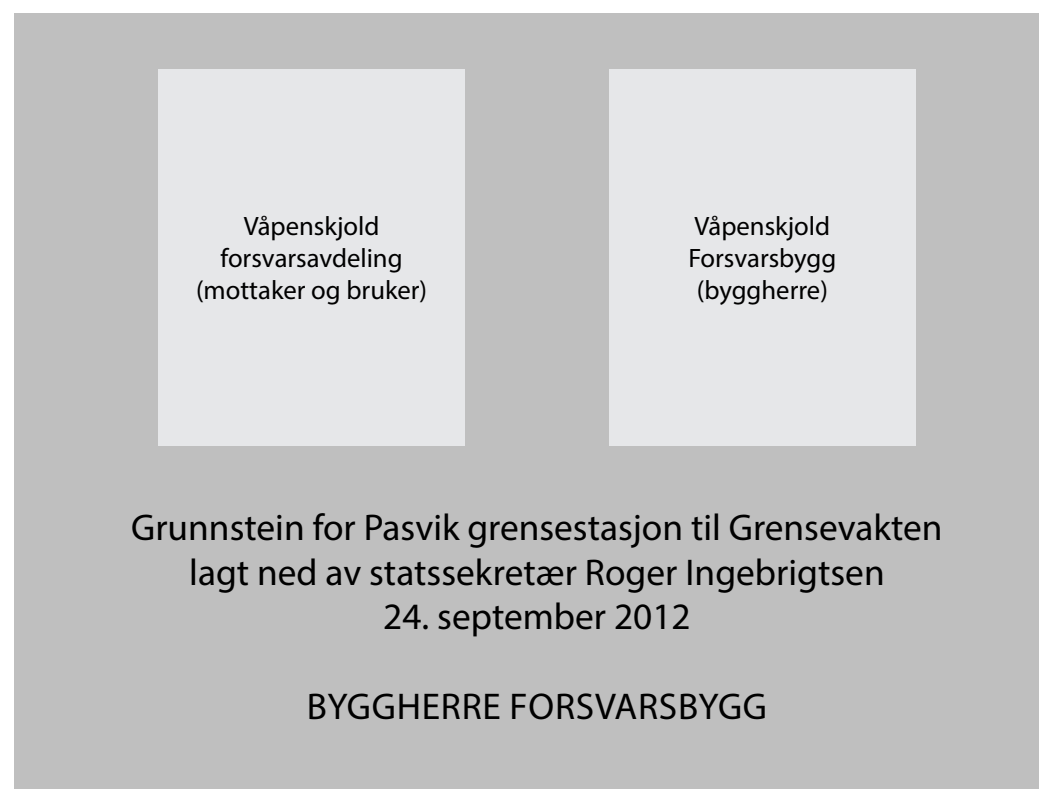 Våpenskjold
forsvarsavdeling
(mottaker og bruker)
Våpenskjold
Forsvarsbygg
(byggherre)
Grunnstein for Pasvik grensestasjon til Grensevakten
lagt ned av statssekretær Roger Ingebrigtsen
24. september 2012
BYGGHERRE FORSVARSBYGG